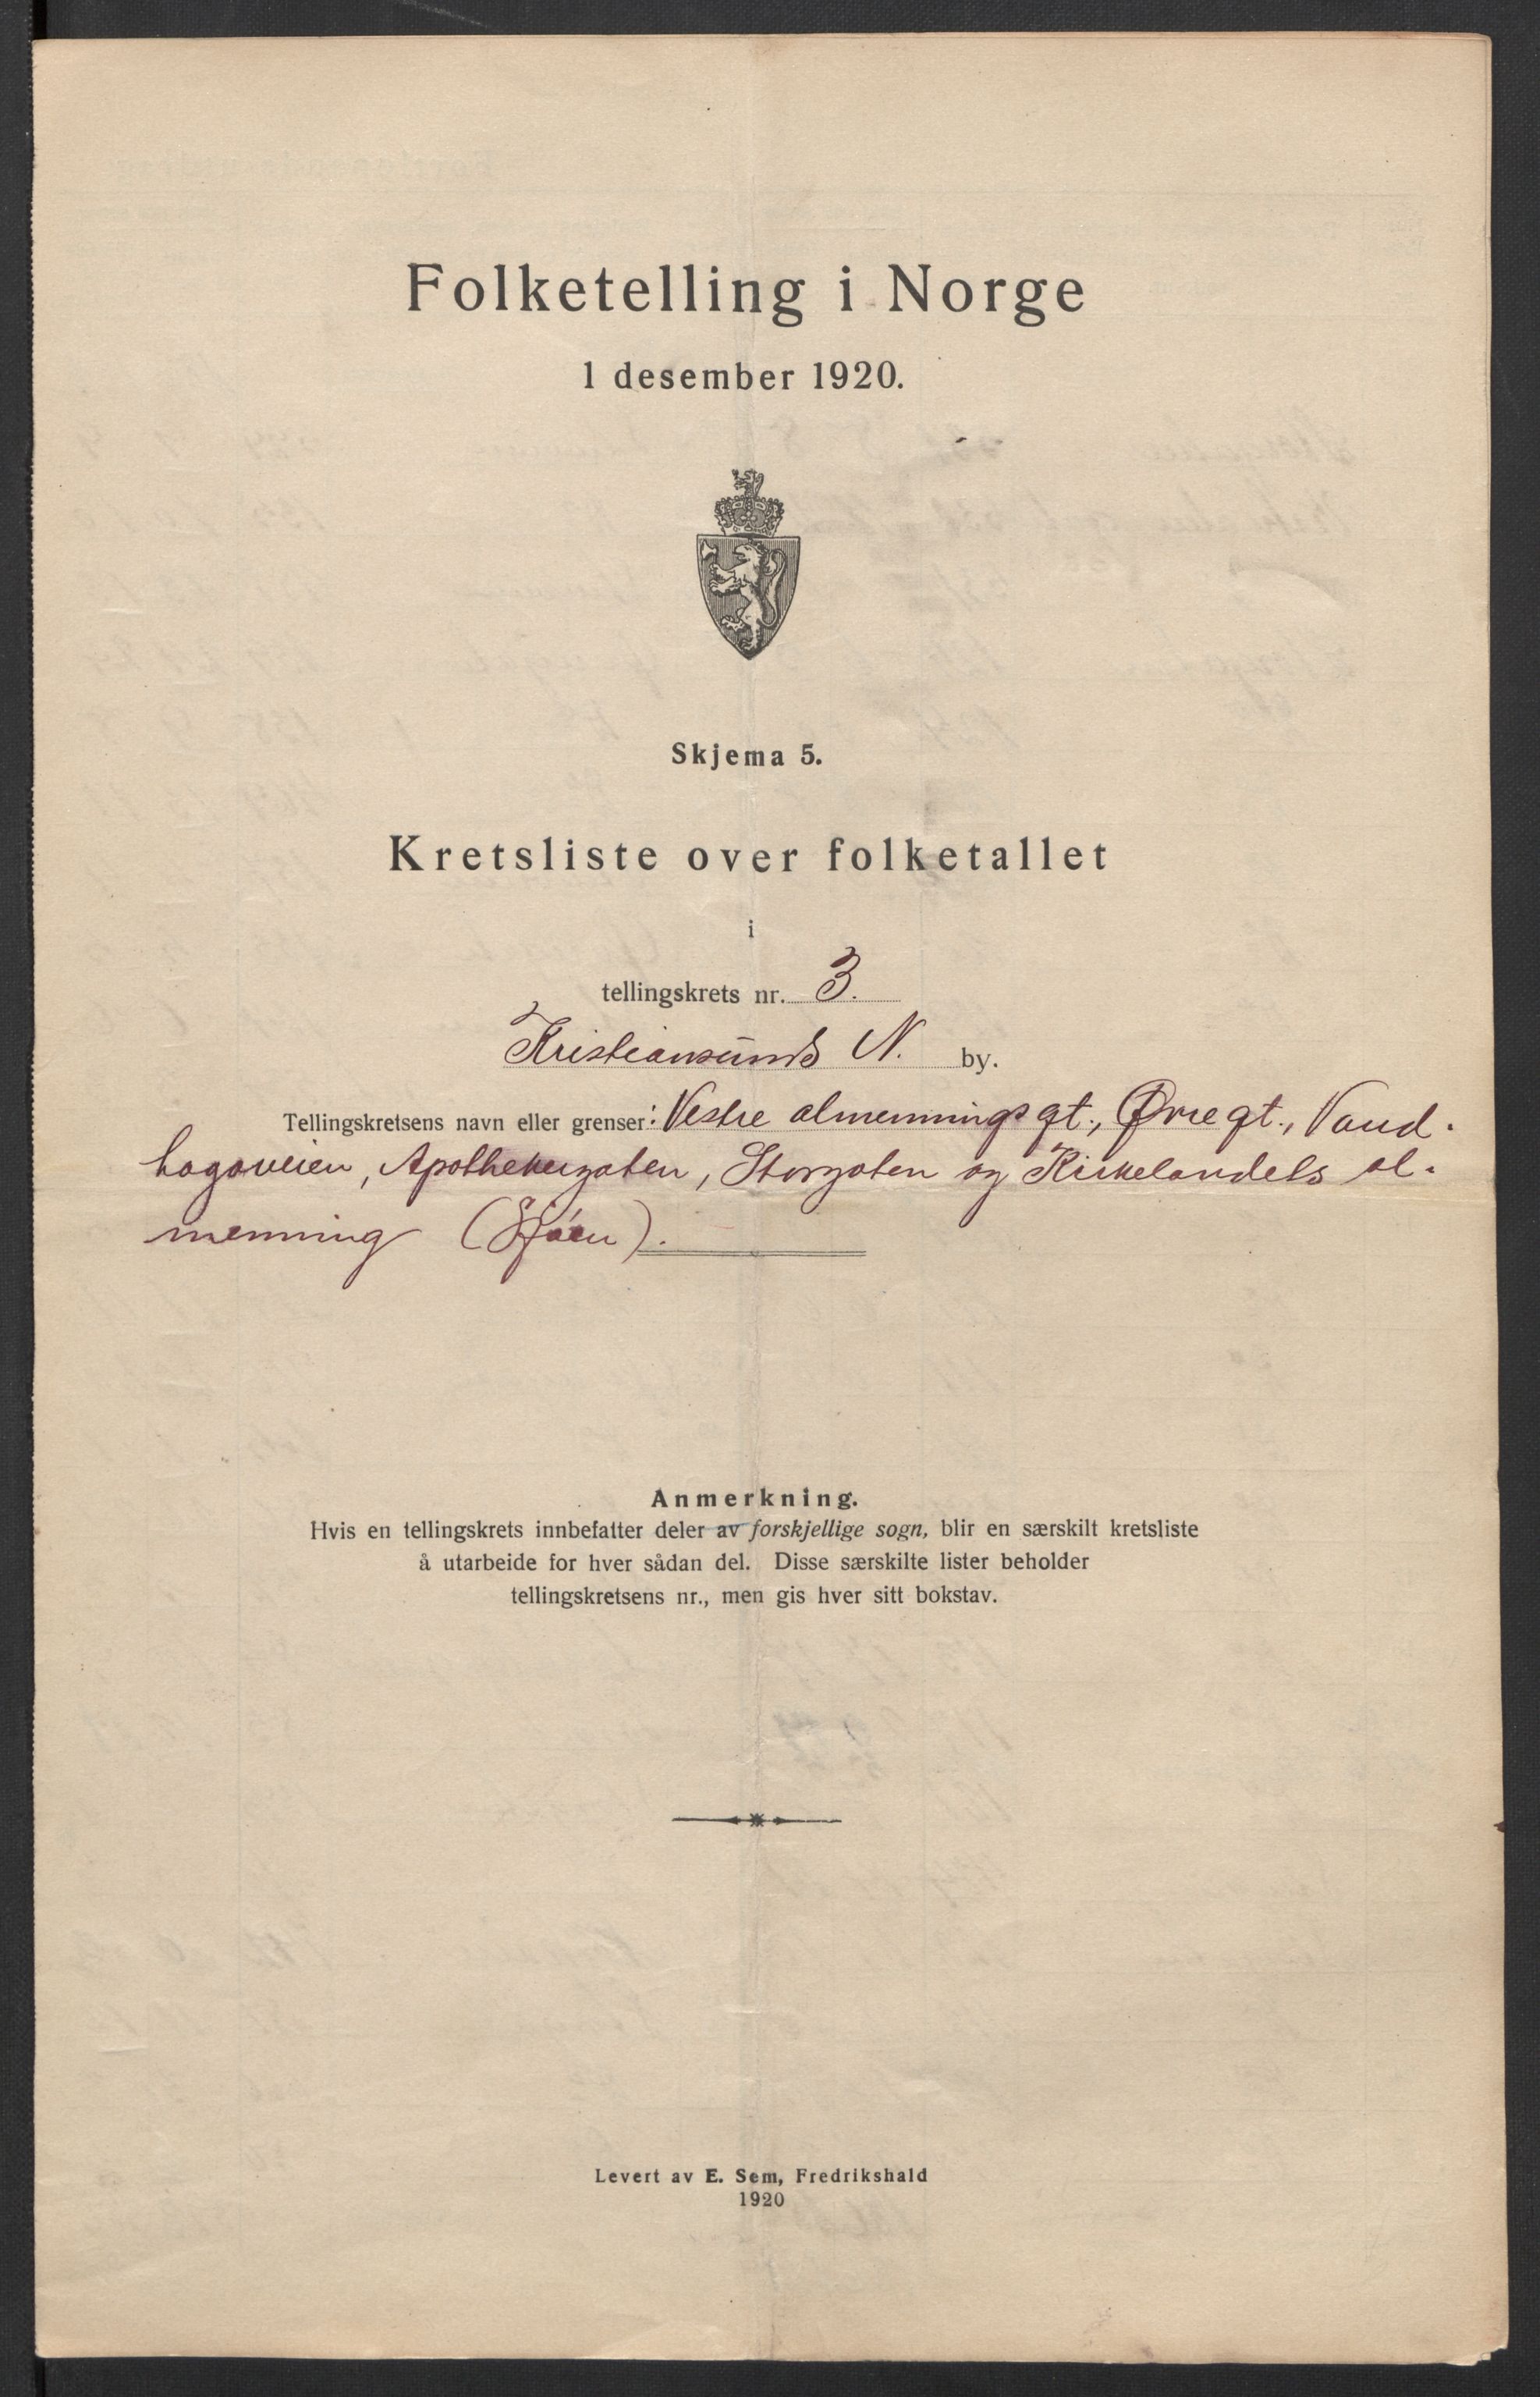 Folketelling i Norge
1 desember 1920.
Skjema 5.
Kretsliste over folketallet
i
tellingskrets nr. 3.
Kristiansunds N. by.
Tellingskretsens navn eller grenser: Vestre almenningsgt., Øvre gt., Vand-
hagaveien, Apothekergaten, Storgaten og Kirkelandets al-
menning (Sjøen).
Anmerkning.
Hvis en tellingskrets innbefatter deler av forskjellige sogn, blir en særskilt kretsliste
å utarbeide for hver sådan del. Disse særskilte lister beholder
tellingskretsens nr., men gis hver sitt bokstav.
Levert av E. Sem, Fredrikshald
1920